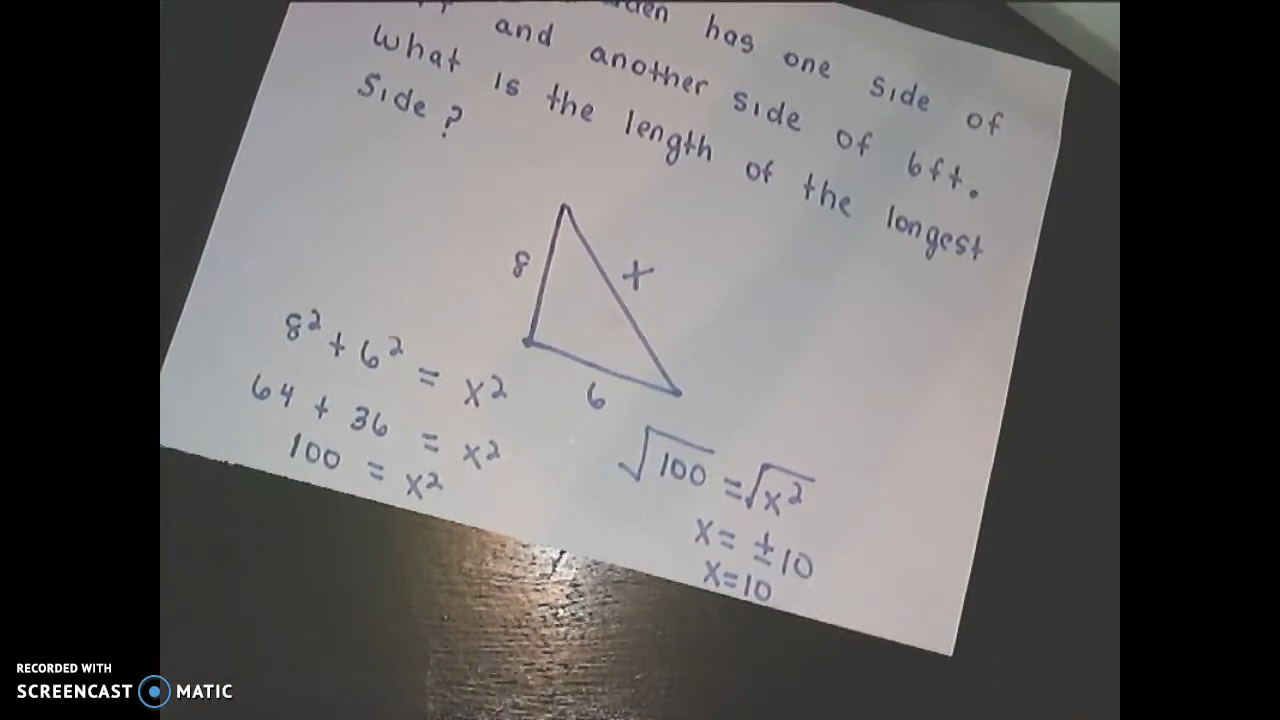 has one side of
and another side of 6ft.
What is the length of the longest
side?
8
x
6
8² + 6² = x²
64 + 36 = x²
100 = x²
√100 = √x²
x = ±10
x=10
RECORDED WITH
SCREENCAST MATIC